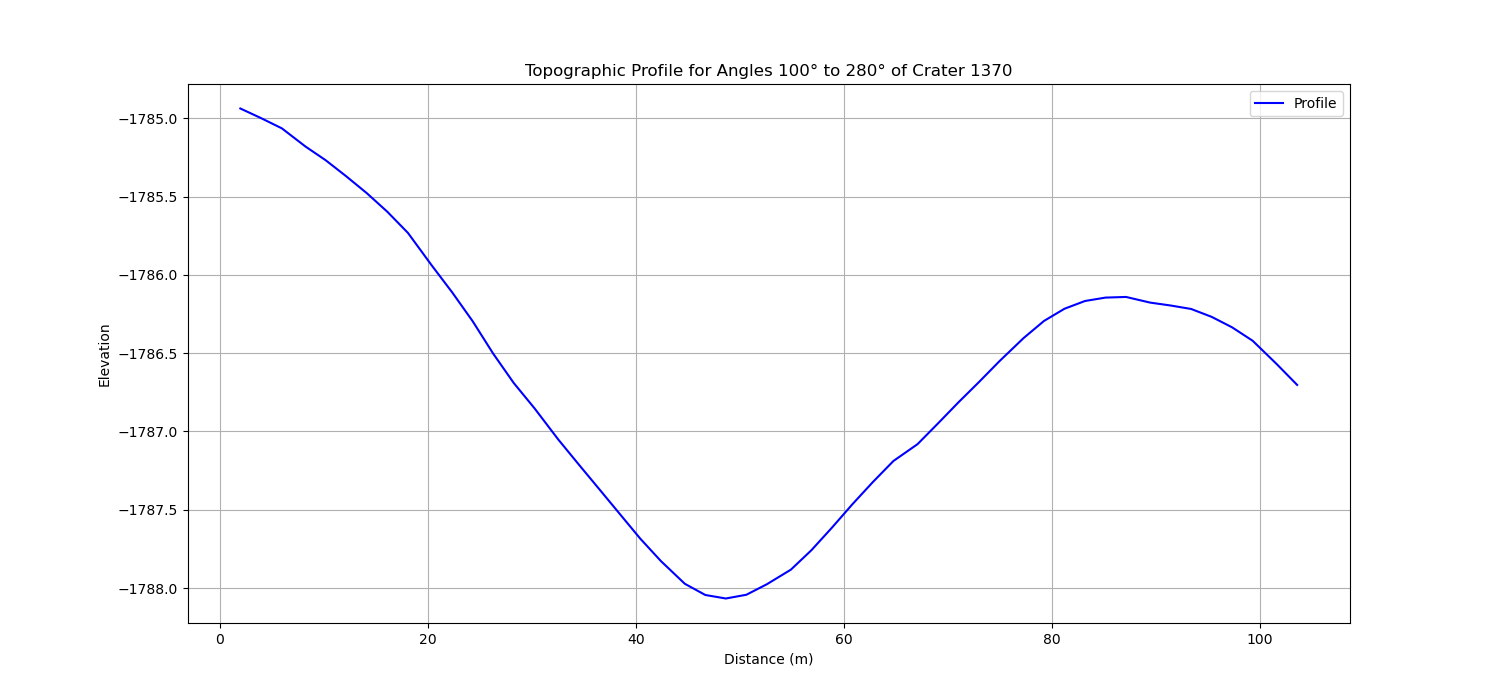 Topographic Profile for Angles 100° to 280° of Crater 1370
Profile
−1785.0
−1785.5
−1786.0
−1786.5
−1787.0
−1787.5
−1788.0
Elevation
0 20 40 60 80 100
Distance (m)